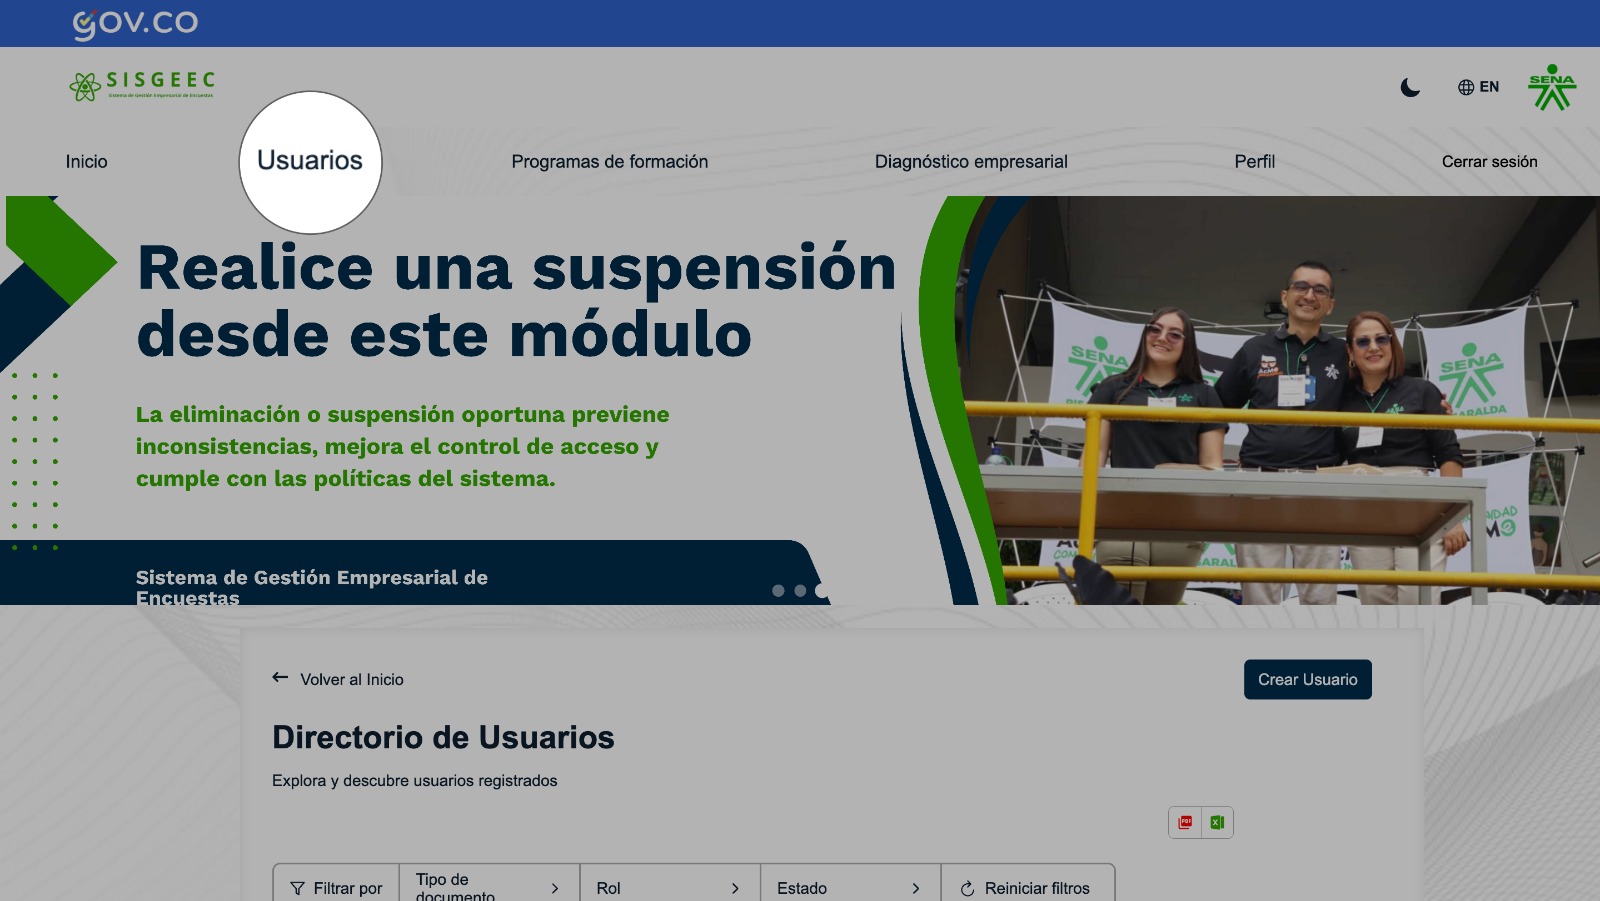 GOV.CO
SISGEEC
Sistema de Gestión Empresarial de Encuestas
EN
SENA
Inicio
Usuarios
Programas de formación
Diagnóstico empresarial
Perfil
Cerrar sesión
Realice una suspensión
desde este módulo
La eliminación o suspensión oportuna previene
inconsistencias, mejora el control de acceso y
cumple con las políticas del sistema.
SENA
SENA
ARALDA
Sistema de Gestión Empresarial de
Encuestas
Volver al Inicio
Crear Usuario
Directorio de Usuarios
Explora y descubre usuarios registrados
PDF
Filtrar por
Tipo de
documento
Rol
Estado
Reiniciar filtros